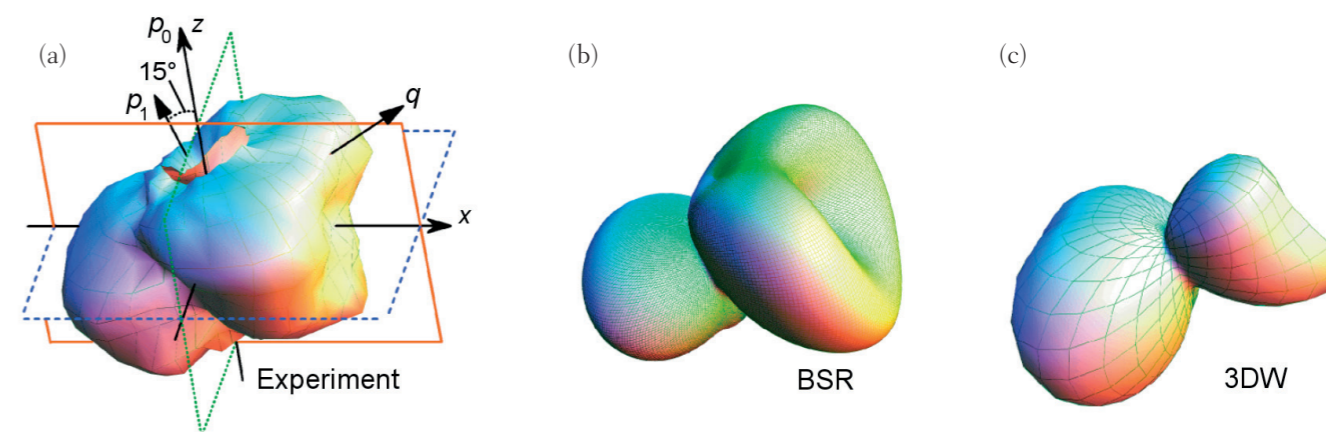 (a)
p0
z
15°
p1
q
x
Experiment
(b)
BSR
(c)
3DW